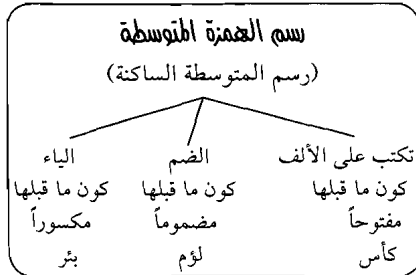 رسم الهمزة المتوسطة
(رسم المتوسطة الساكنة)
تكتب على الألف
كون ما قبلها
مفتوحاً
كأس
الضم
كون ما قبلها
مضموماً
لؤم
الياء
كون ما قبلها
مكسوراً
بئر